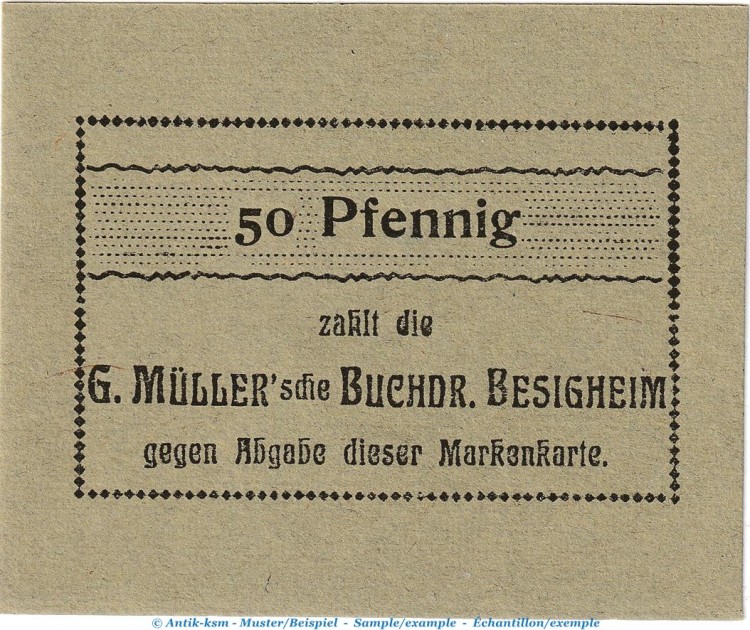 50 Pfennig
zahlt die
G. MÜLLER'sche BUCHDR. BESIGHEIM
gegen Abgabe dieser Markenkarte.
© Antik-ksm - Muster/Beispiel - Sample/example - Échantillon/exemple